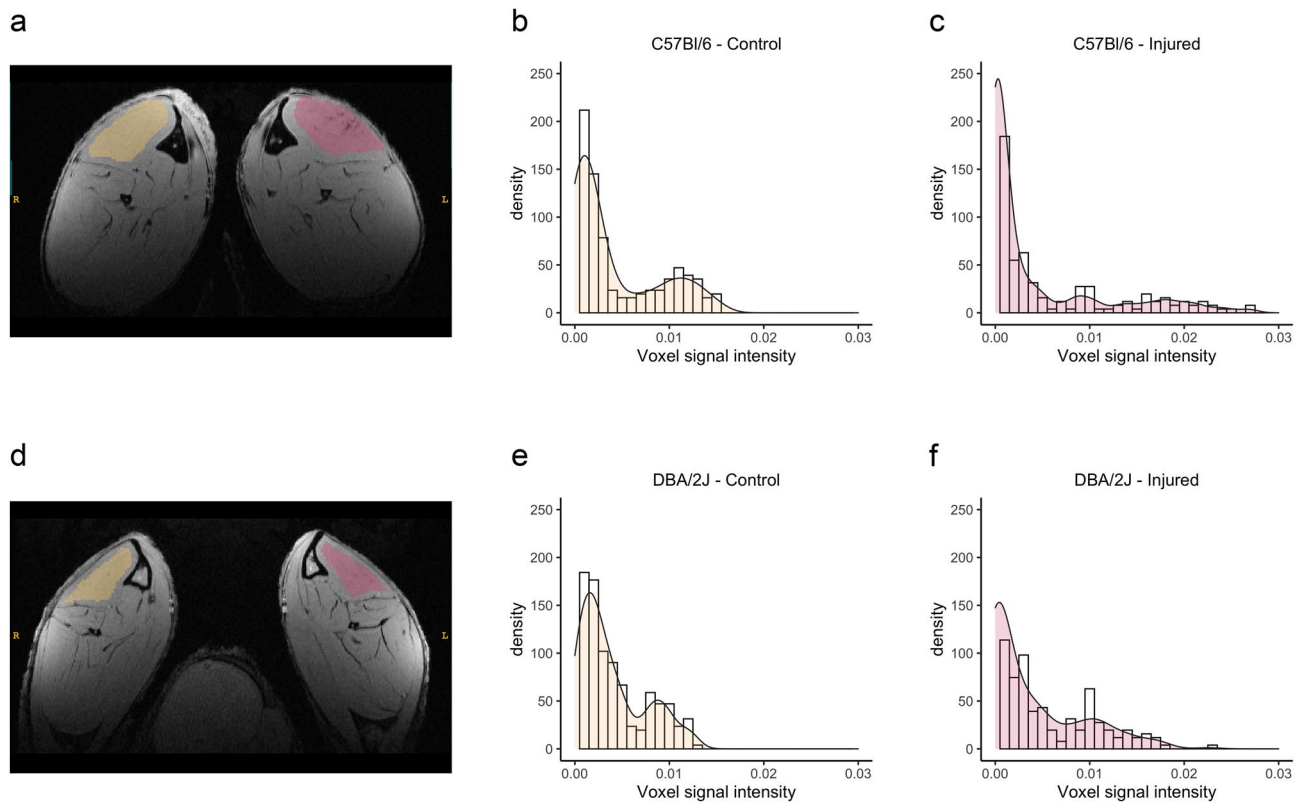 a
R
L
b
C57Bl/6 - Control
density
250
200
150
100
50
0
0.00
0.01
0.02
0.03
Voxel signal intensity
c
C57Bl/6 - Injured
density
250
200
150
100
50
0
0.00
0.01
0.02
0.03
Voxel signal intensity
d
R
L
e
DBA/2J - Control
density
250
200
150
100
50
0
0.00
0.01
0.02
0.03
Voxel signal intensity
f
DBA/2J - Injured
density
250
200
150
100
50
0
0.00
0.01
0.02
0.03
Voxel signal intensity